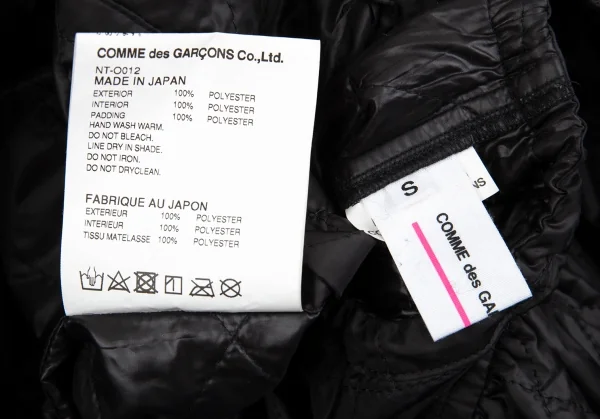 COMME des GARÇONS Co.,Ltd.
NT-O012
MADE IN JAPAN
EXTERIOR 100% POLYESTER
INTERIOR 100% POLYESTER
PADDING 100% POLYESTER
HAND WASH WARM.
DO NOT BLEACH.
LINE DRY IN SHADE.
DO NOT IRON.
DO NOT DRYCLEAN.
FABRIQUE AU JAPON
EXTERIEUR 100% POLYESTER
INTERIEUR 100% POLYESTER
TISSU MATELASSE 100% POLYESTER
S
S
COMME des GA